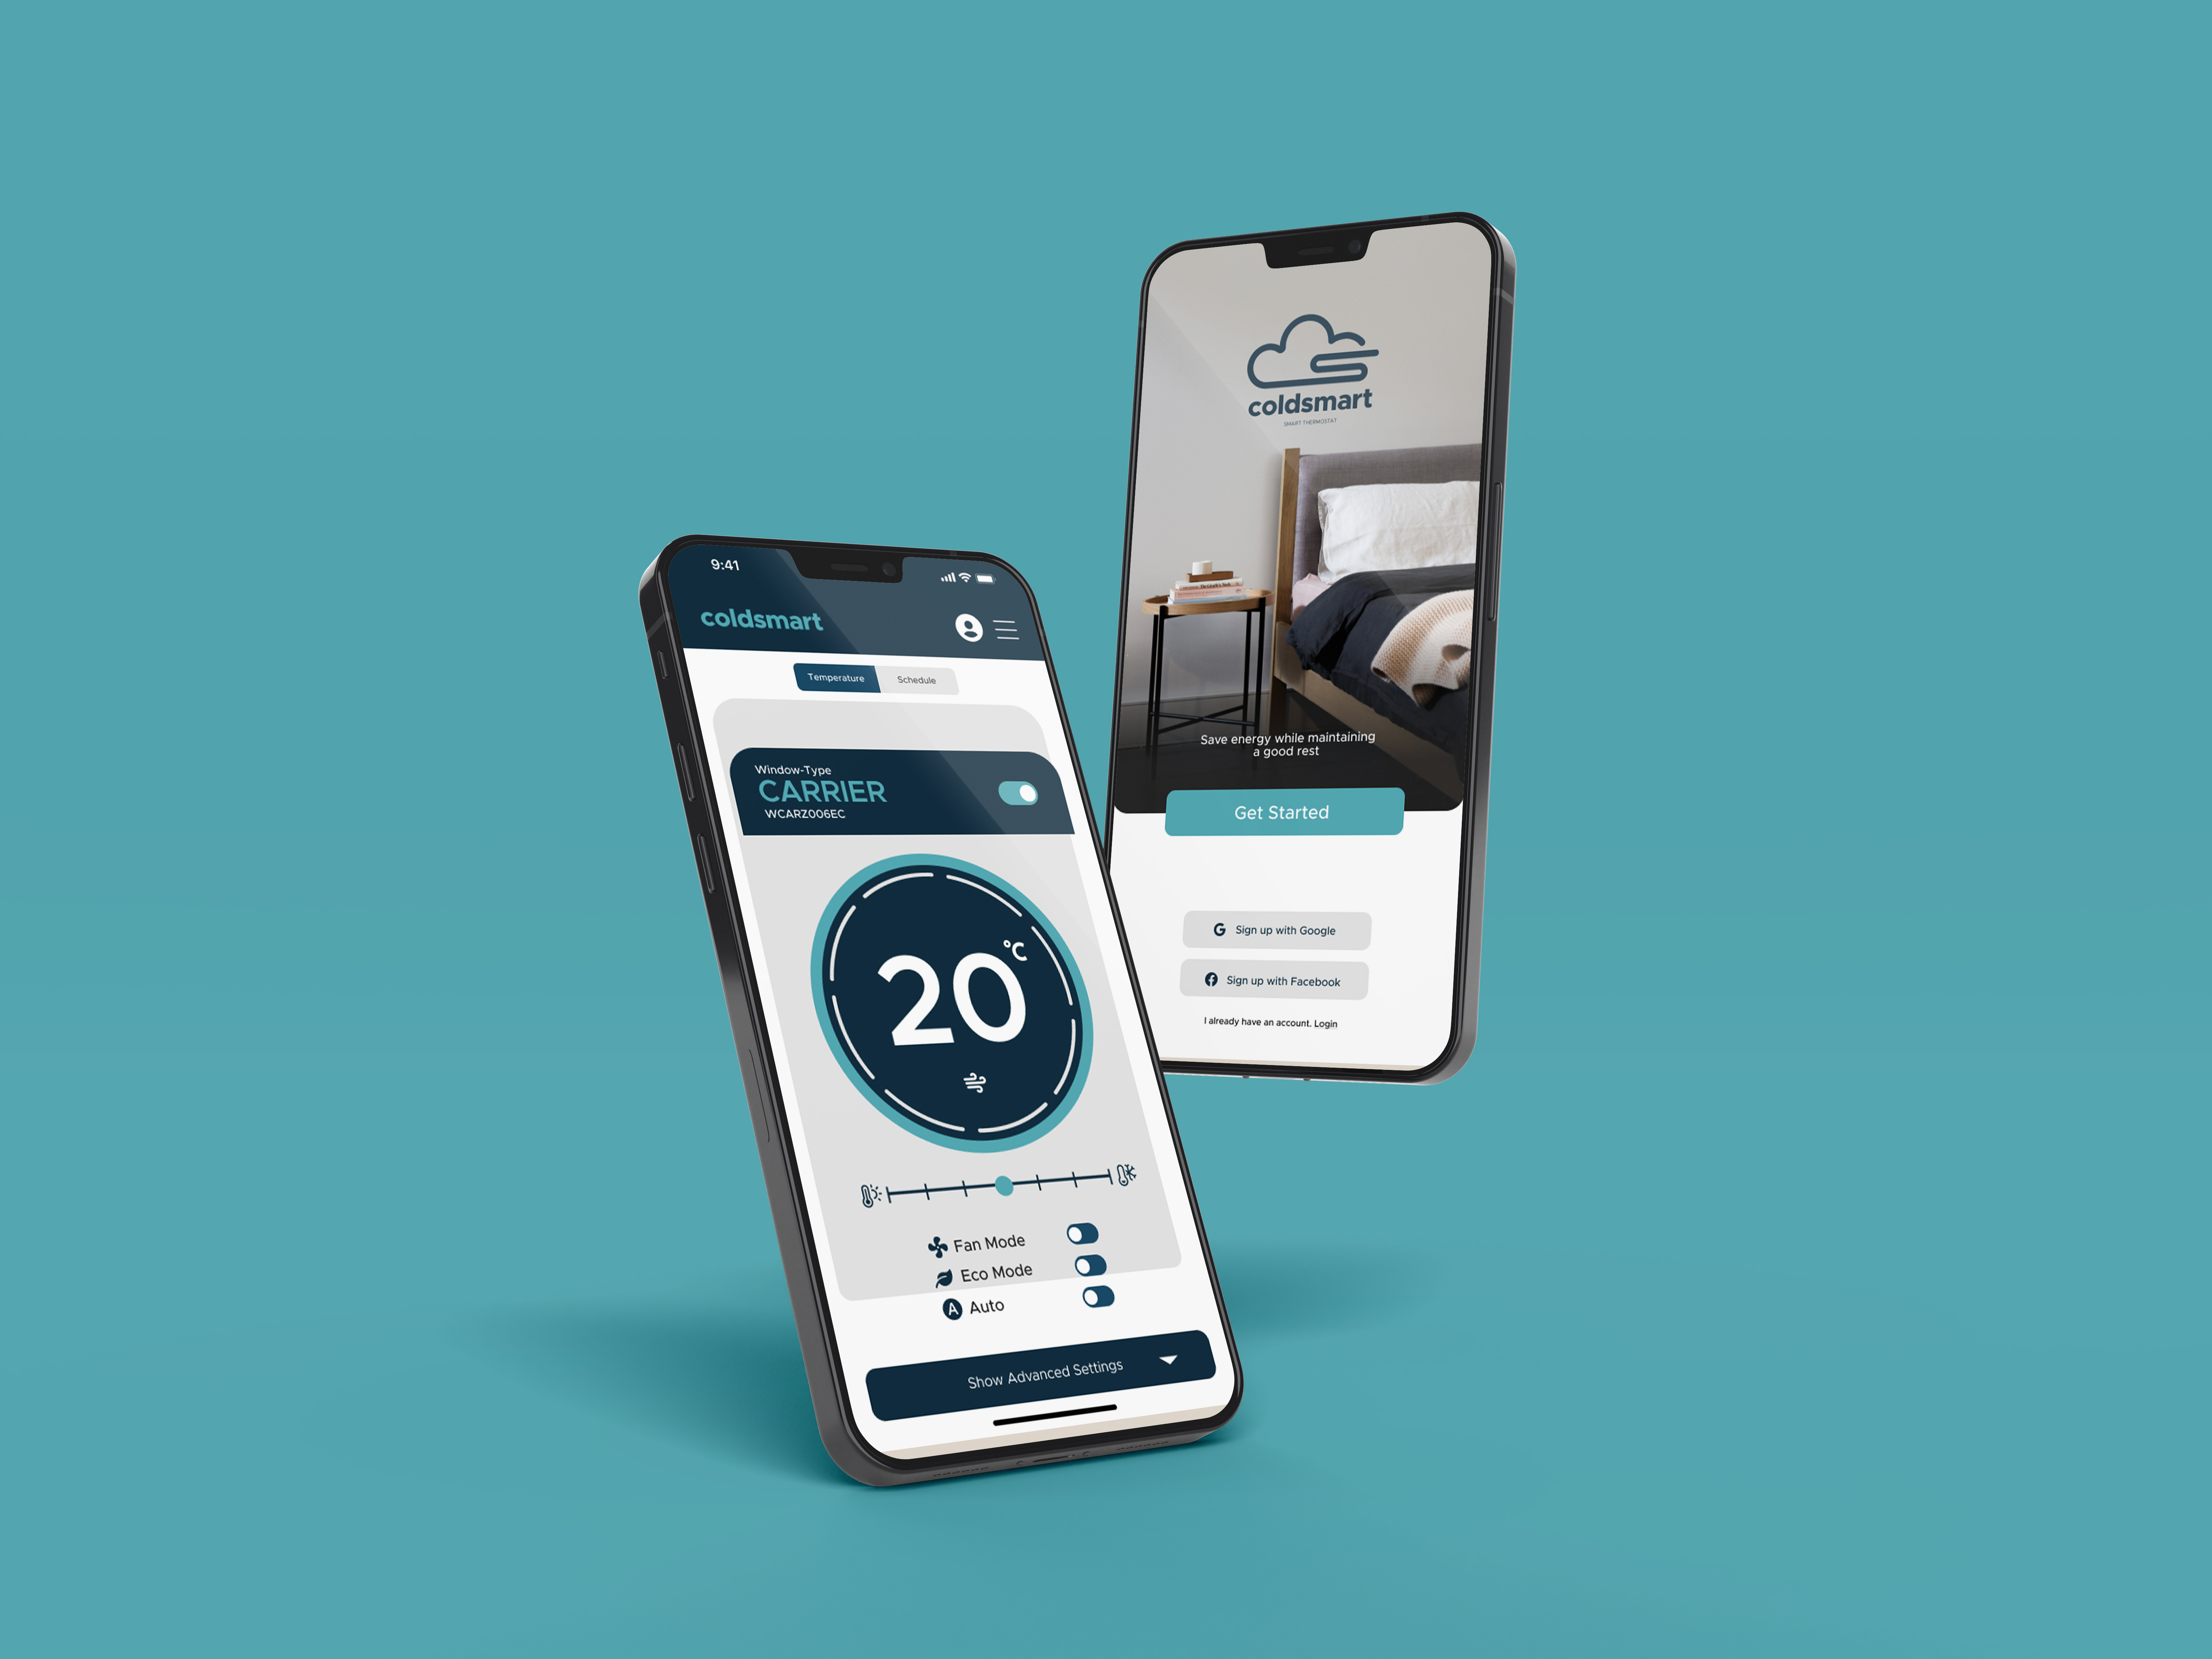 9:41
coldsmart
Temperature
Schedule
Window-Type
CARRIER
WCARZ006EC
20°C
Fan Mode
Eco Mode
A Auto
Show Advanced Settings
coldsmart
SMART THERMOSTAT
Save energy while maintaining
a good rest
Get Started
G Sign up with Google
f Sign up with Facebook
I already have an account. Login